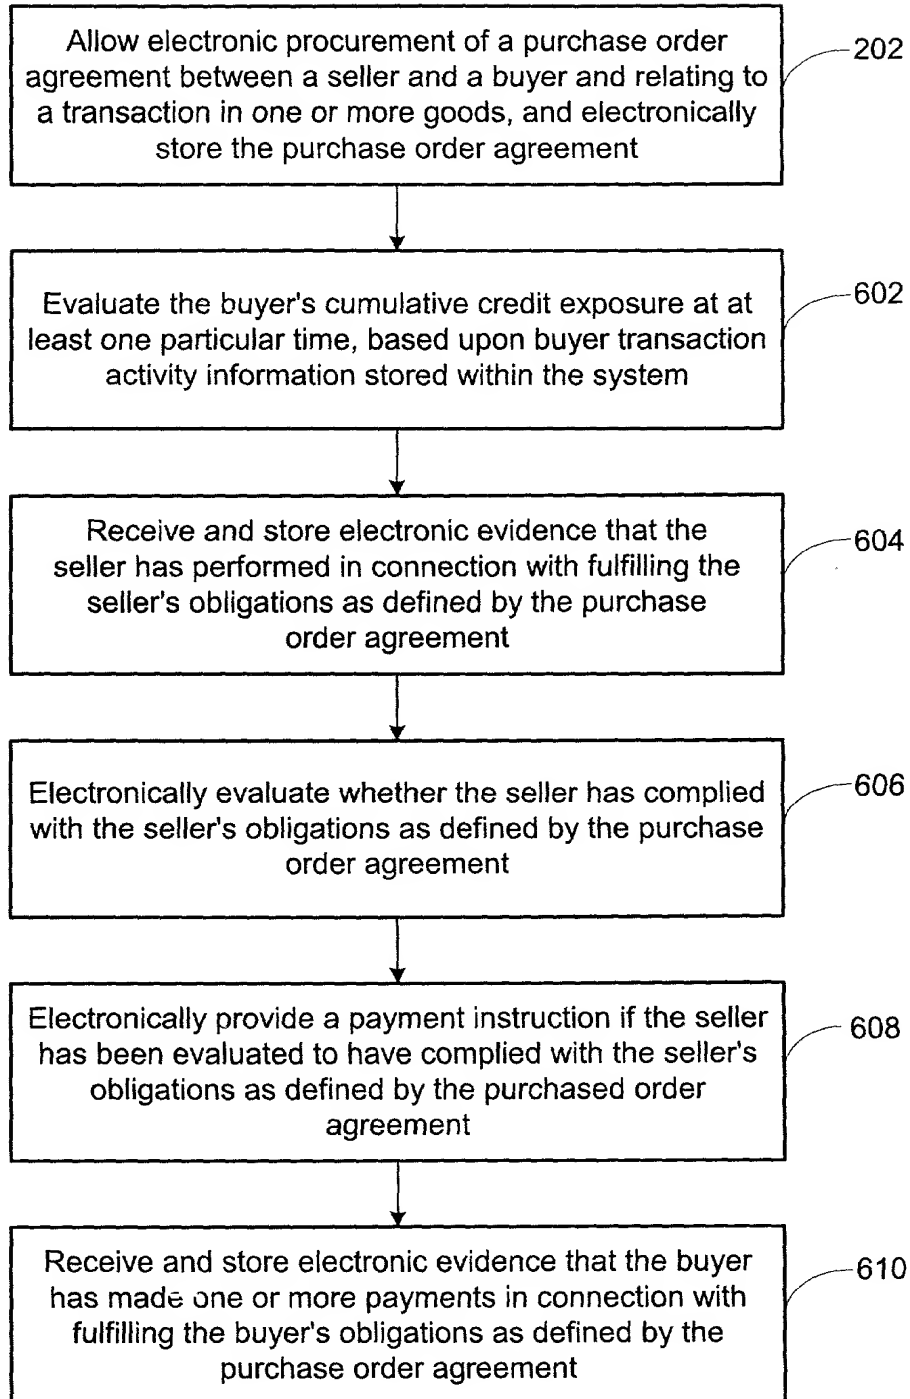 Allow electronic procurement of a purchase order
agreement between a seller and a buyer and relating to
a transaction in one or more goods, and electronically
store the purchase order agreement
202
Evaluate the buyer's cumulative credit exposure at at
least one particular time, based upon buyer transaction
activity information stored within the system
602
Receive and store electronic evidence that the
seller has performed in connection with fulfilling the
seller's obligations as defined by the purchase
order agreement
604
Electronically evaluate whether the seller has complied
with the seller's obligations as defined by the purchase
order agreement
606
Electronically provide a payment instruction if the seller
has been evaluated to have complied with the seller's
obligations as defined by the purchased order
agreement
608
Receive and store electronic evidence that the buyer
has made one or more payments in connection with
fulfilling the buyer's obligations as defined by the
purchase order agreement
610